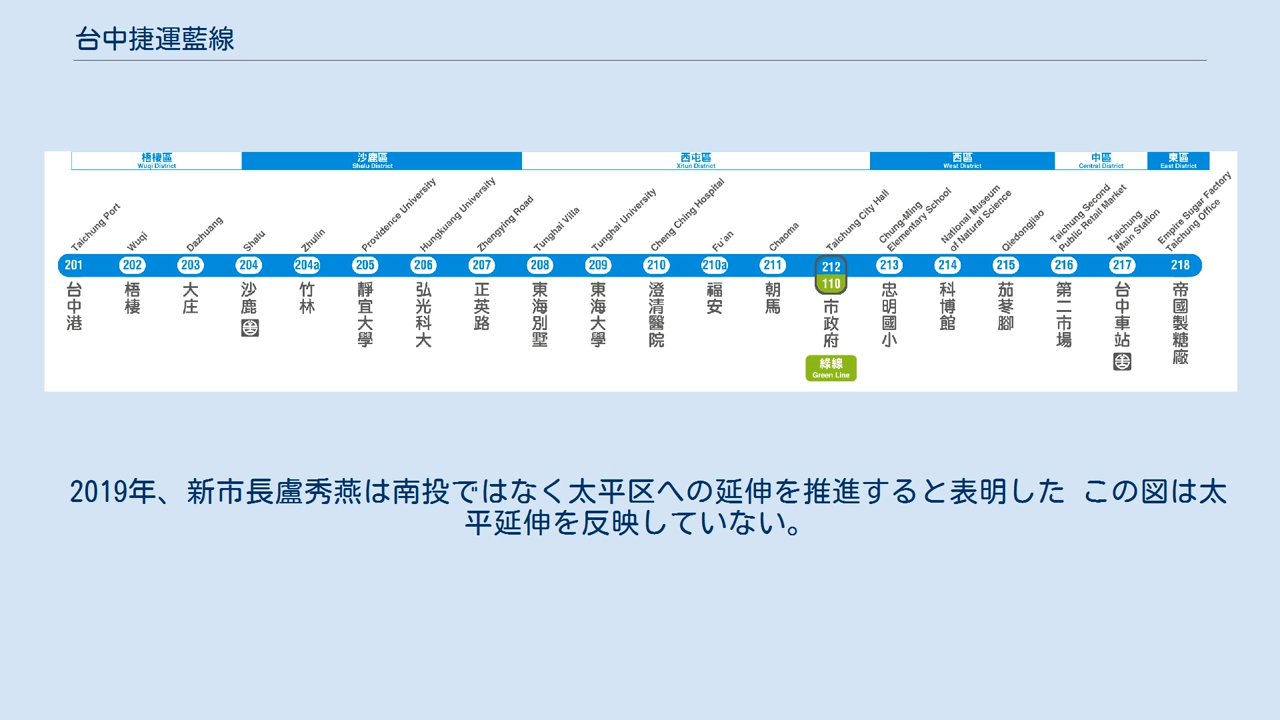 台中捷運藍線
梧棲區 沙鹿區 西屯區 西區 中區 東區
Wuqi District Shalu District Xitun District West District Central District East District
Taichung Port
Wuqi
Dazhuang
Shalu
Zhulin
Providence University
Hungkuang University
Zhengying Road
Tunghai Villa
Tunghai University
Cheng Ching Hospital
Fu'an
Chaoma
Taichung City Hall
Chung-Ming
Elementary School
National Museum
of Natural Science
Qiedongjiao
Taichung Second
Public Retail Market
Taichung
Main Station
Empire Sugar Factory
Taichung Office
201 202 203 204 204a 205 206 207 208 209 210 210a 211 212 213 214 215 216 217 218
110
台中港
梧棲
大庄
沙鹿
竹林
靜宜大學
弘光科大
正英路
東海別墅
東海大學
澄清醫院
福安
朝馬
市政府
忠明國小
科博館
茄苳腳
第二市場
台中車站
帝國製糖廠
綠線
Green Line
2019年、新市長盧秀燕は南投ではなく太平区への延伸を推進すると表明した この図は太
平延伸を反映していない。